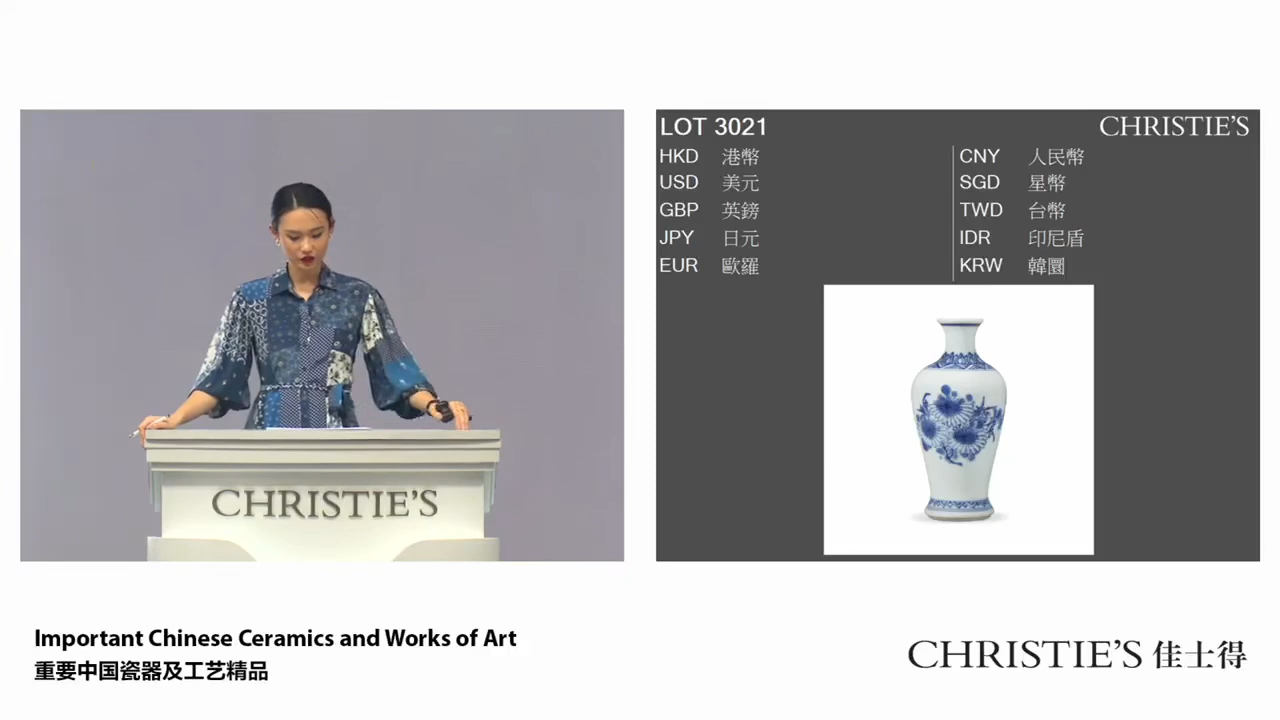 LOT 3021
CHRISTIE'S
HKD 港幣
USD 美元
GBP 英鎊
JPY 日元
EUR 歐羅
CNY 人民幣
SGD 星幣
TWD 台幣
IDR 印尼盾
KRW 韓圜
CHRISTIE'S
Important Chinese Ceramics and Works of Art
重要中国瓷器及工艺精品
CHRISTIE'S 佳士得